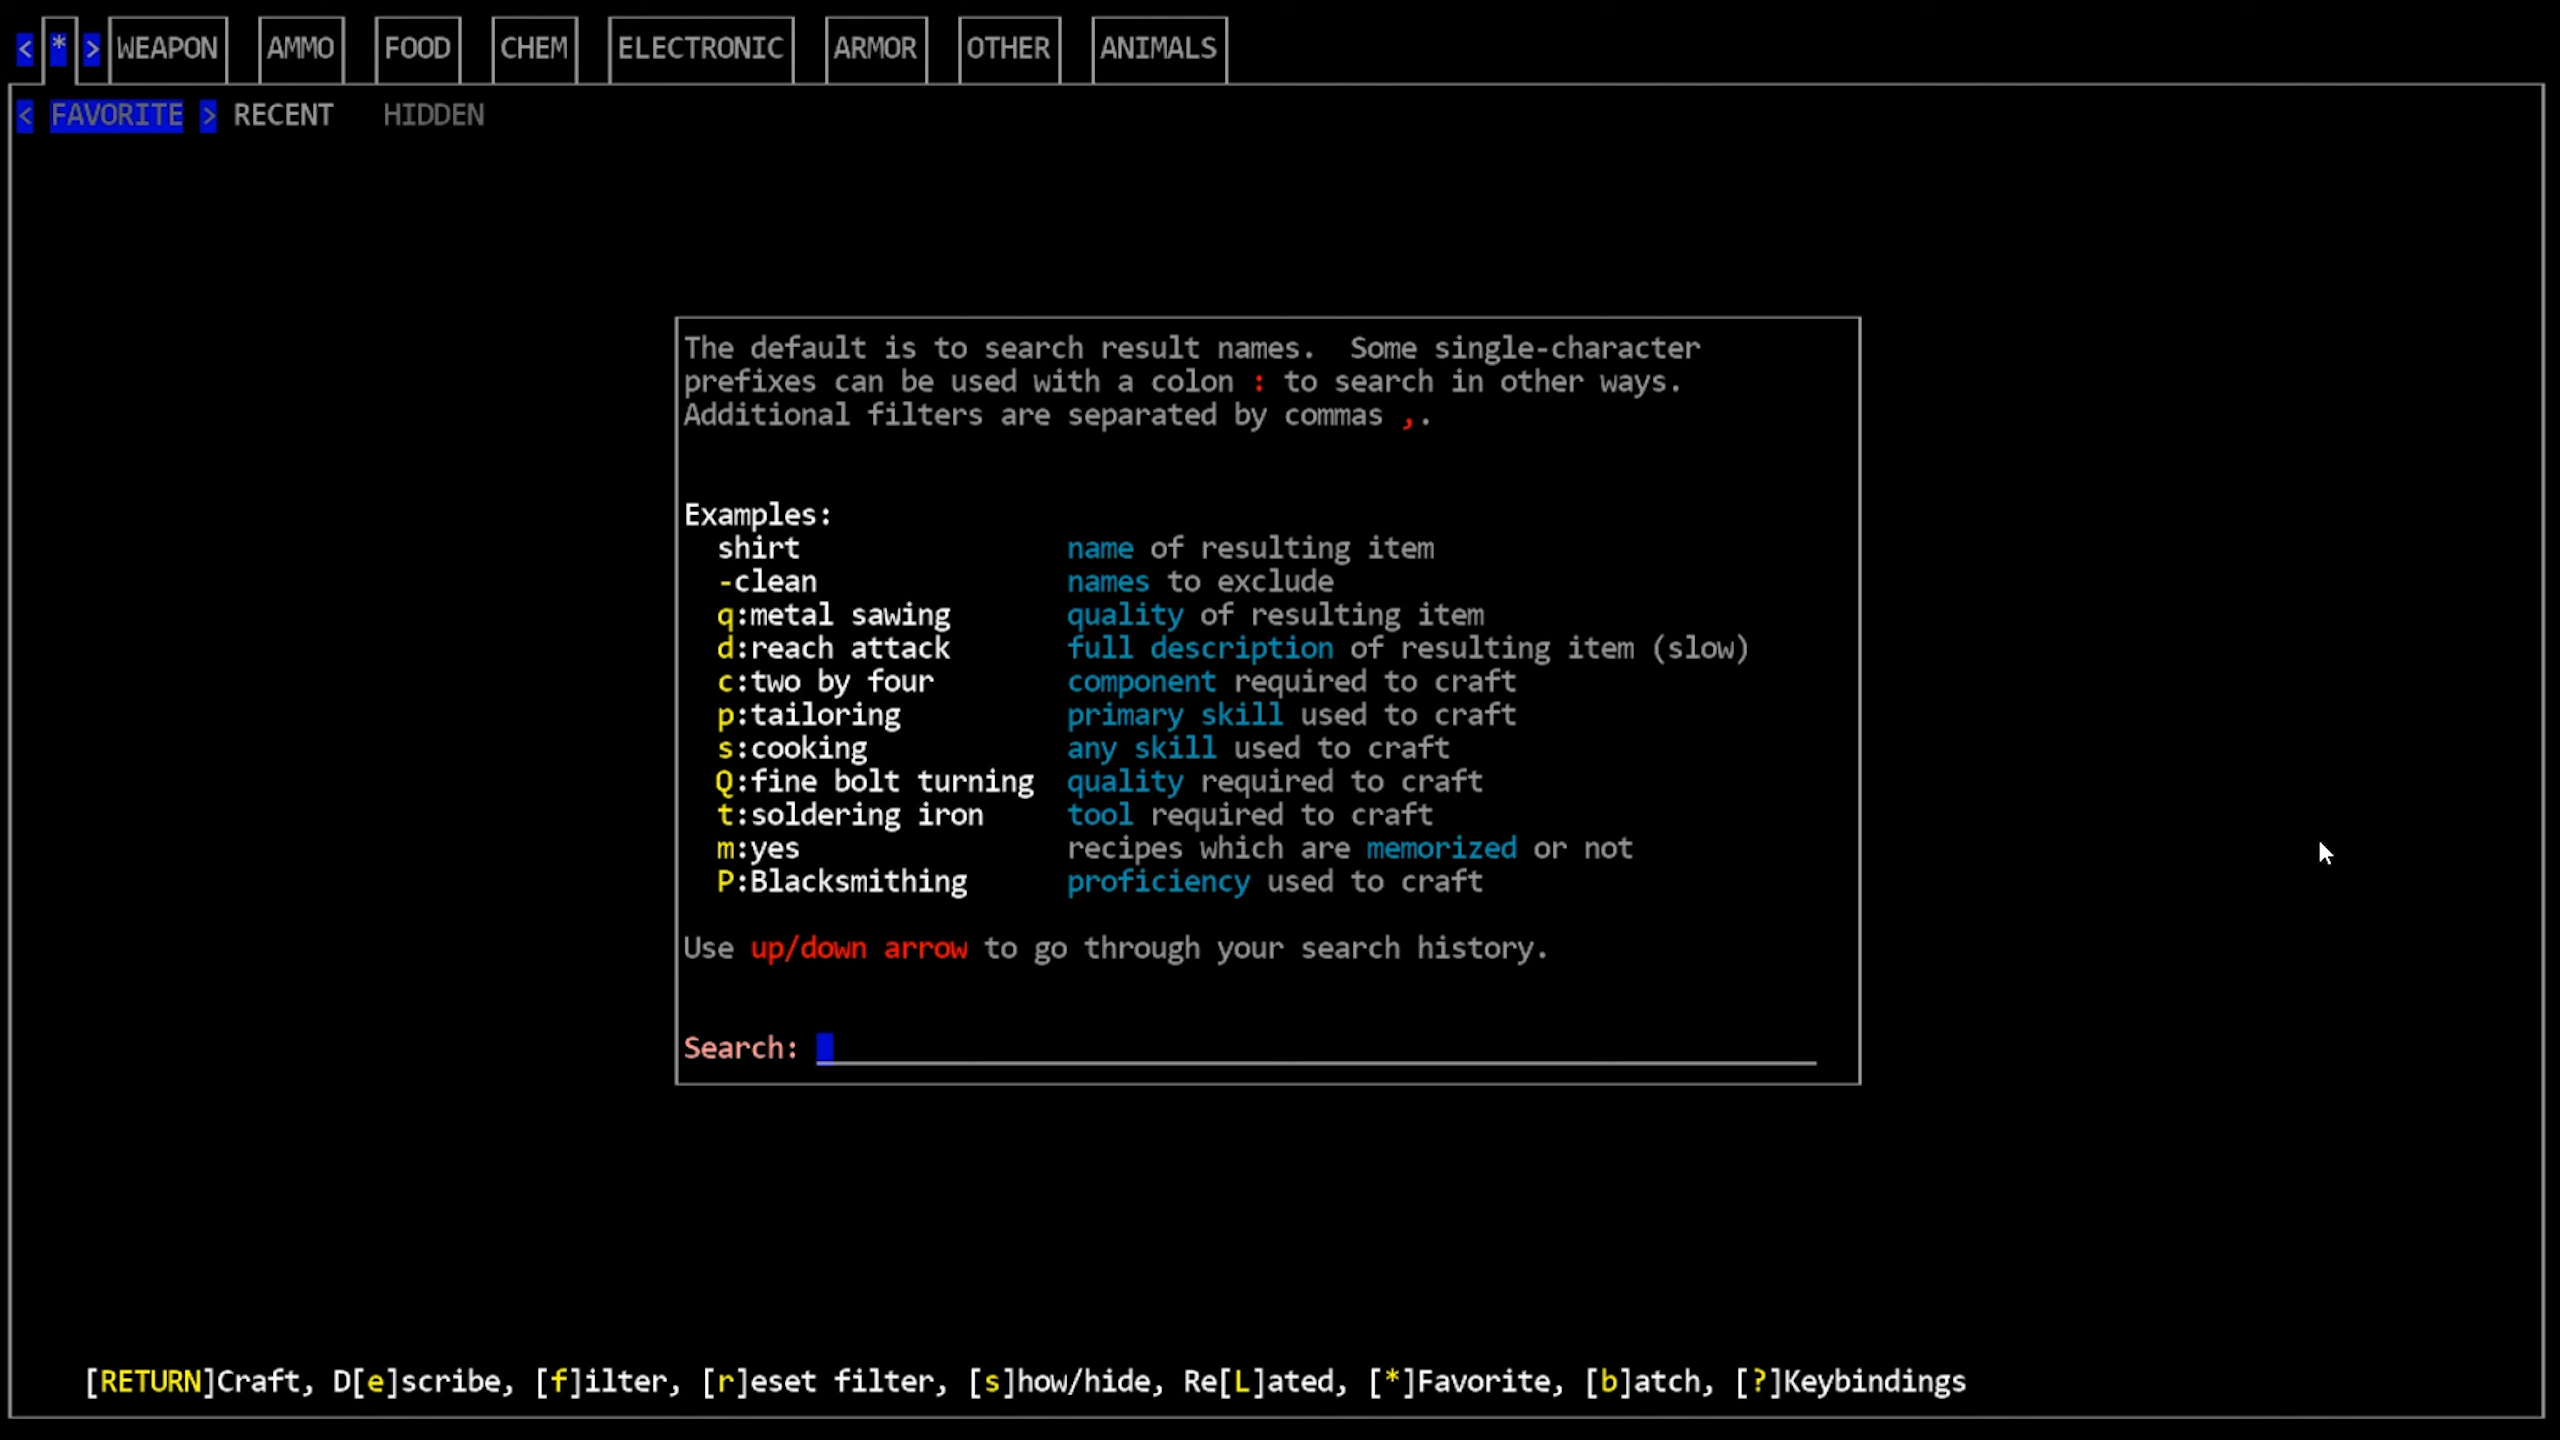 < * > WEAPON AMMO FOOD CHEM ELECTRONIC ARMOR OTHER ANIMALS
< FAVORITE > RECENT HIDDEN
The default is to search result names.  Some single-character
prefixes can be used with a colon : to search in other ways.
Additional filters are separated by commas ,.
Examples:
shirt name of resulting item
-clean names to exclude
q:metal sawing quality of resulting item
d:reach attack full description of resulting item (slow)
c:two by four component required to craft
p:tailoring primary skill used to craft
s:cooking any skill used to craft
Q:fine bolt turning quality required to craft
t:soldering iron tool required to craft
m:yes recipes which are memorized or not
P:Blacksmithing proficiency used to craft
Use up/down arrow to go through your search history.
Search:
[RETURN]Craft, D[e]scribe, [f]ilter, [r]eset filter, [s]how/hide, Re[L]ated, [*]Favorite, [b]atch, [?]Keybindings